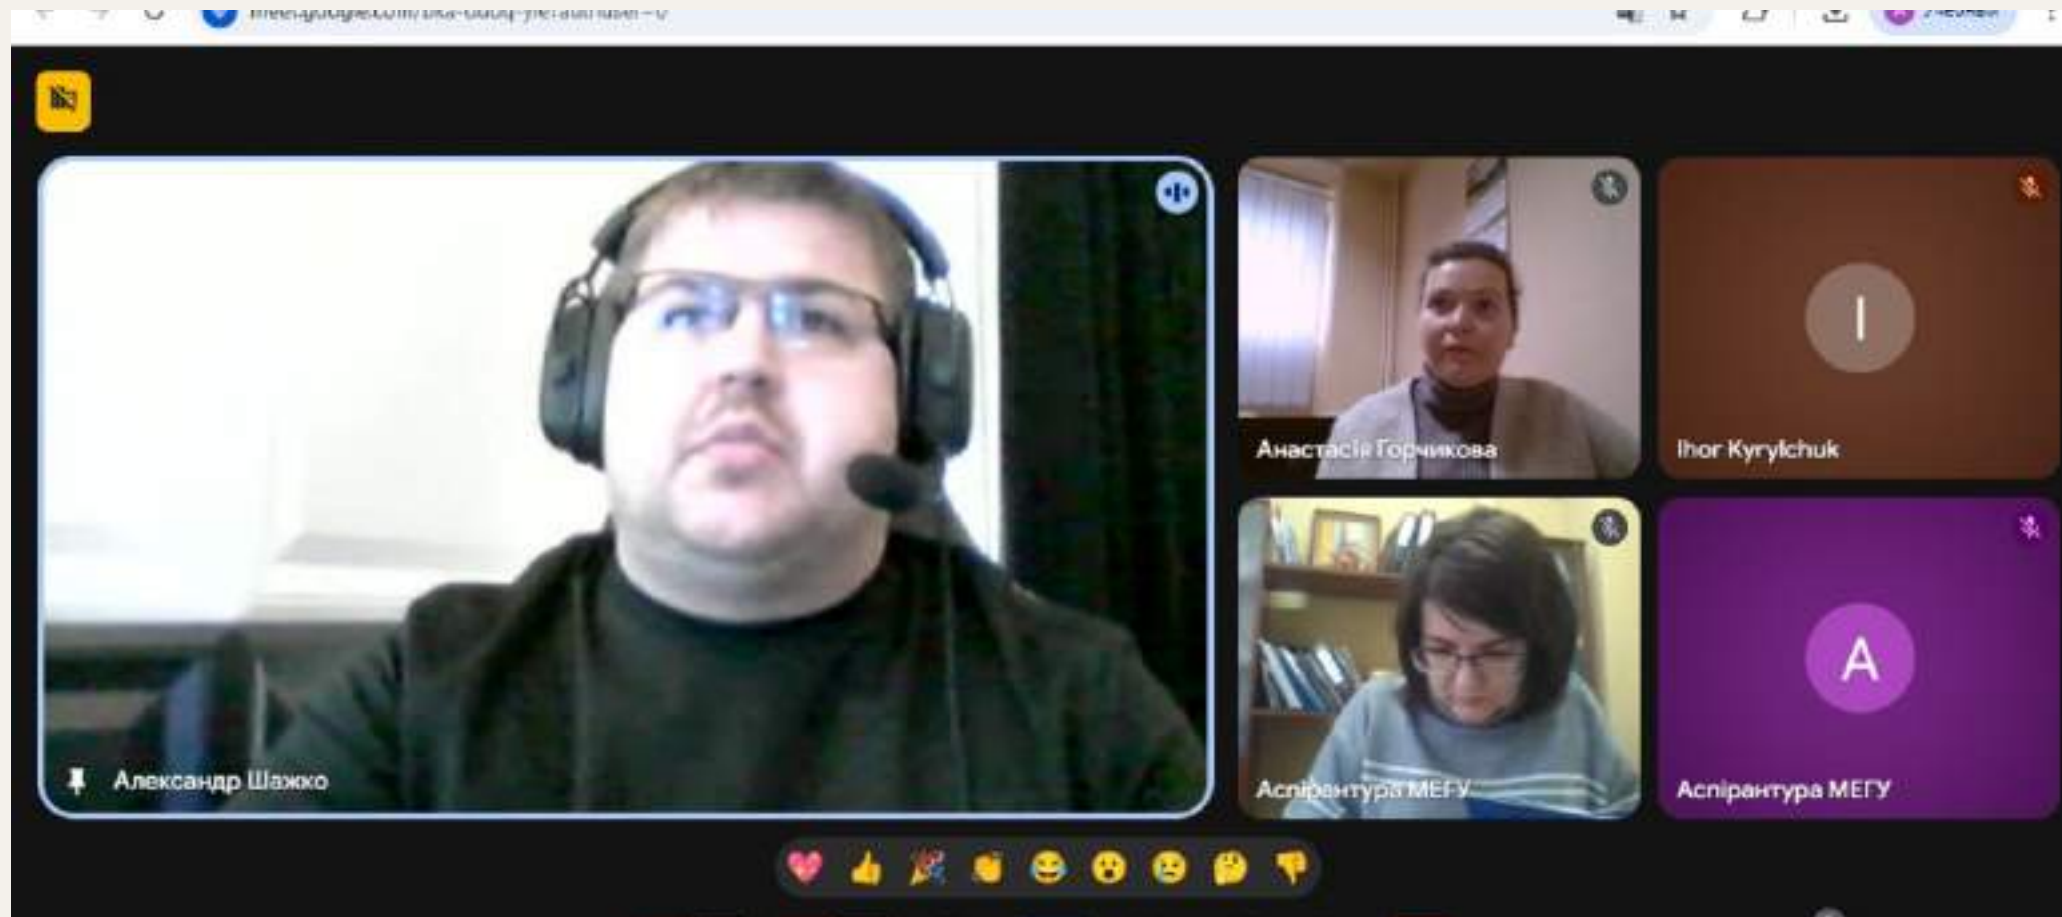 Анастасія Горчикова
I
Ihor Kyrylchuk
Александр Шажко
Аспірантура МЕГУ
A
Аспірантура МЕГУ